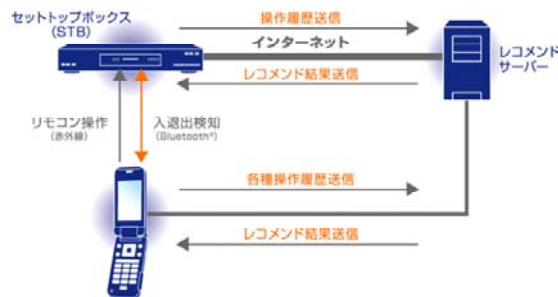 セットトップボックス
(STB)
操作履歴送信
インターネット
レコメンド結果送信
レコメンド
サーバー
リモコン操作
(赤外線)
入退出検知
(Bluetooth®)
各種操作履歴送信
レコメンド結果送信